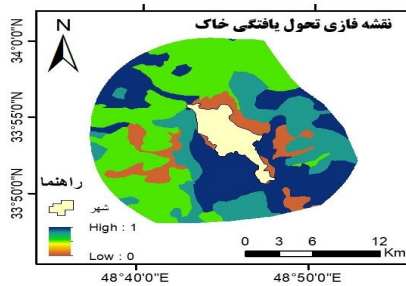 نقشه فازی تحول یافتگی خاک
34°0'0"N
33°55'0"N
33°50'0"N
N
راهنما
شهر
High : 1
Low : 0
0 3 6 12
Km
48°40'0"E 48°50'0"E